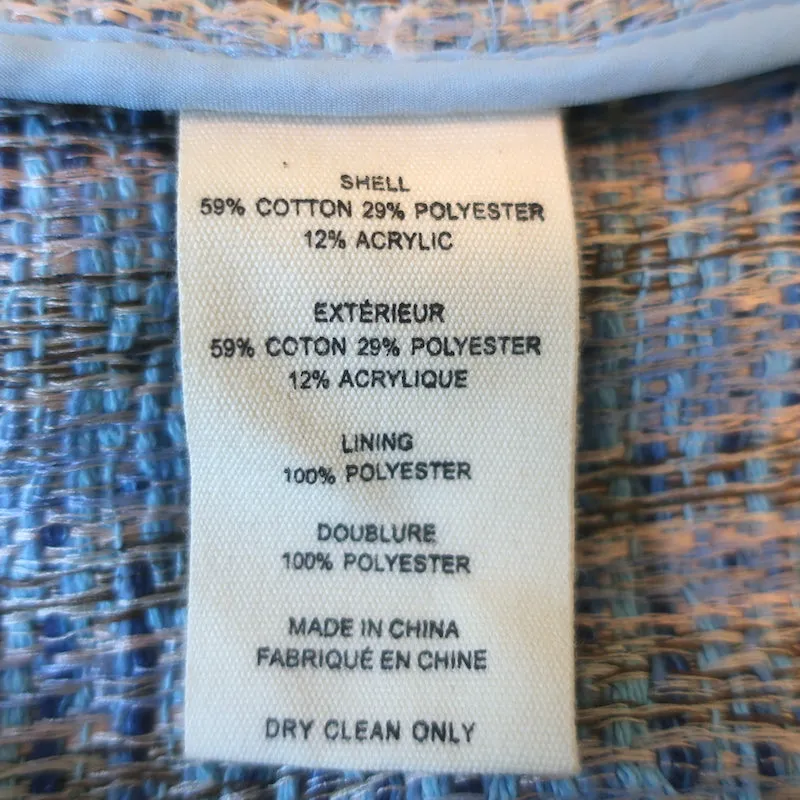 SHELL
59% COTTON 29% POLYESTER
12% ACRYLIC
EXTÉRIEUR
59% COTON 29% POLYESTER
12% ACRYLIQUE
LINING
100% POLYESTER
DOUBLURE
100% POLYESTER
MADE IN CHINA
FABRIQUÉ EN CHINE
DRY CLEAN ONLY